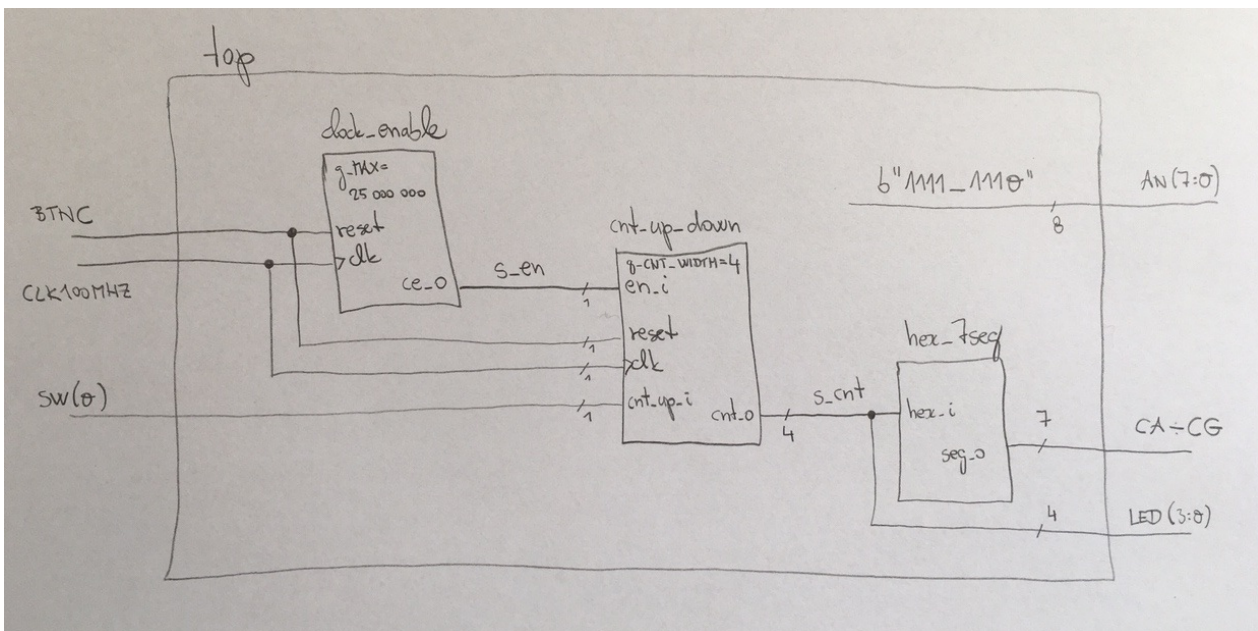 top
clock_enable
g_MAX=
25 000 000
reset
clk
ce_o
BTNC
CLK100MHZ
SW(0)
s_en
1
1
1
1
cnt_up_down
g_CNT_WIDTH=4
en_i
reset
clk
cnt_up_i
cnt_o
4
s_cnt
hex_7seg
hex_i
seg_o
b"1111_1110"
8
AN(7:0)
7
CA÷CG
4
LED(3:0)